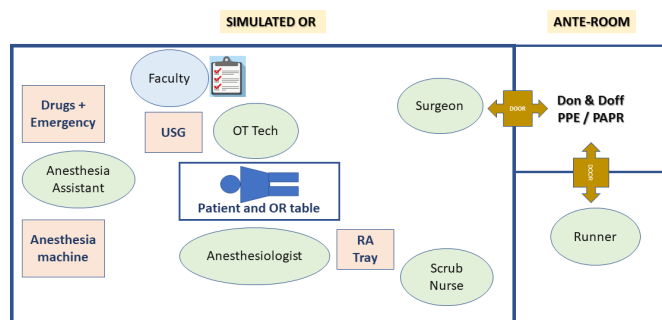 SIMULATED OR
ANTE-ROOM
Faculty
Drugs +
Emergency
USG
OT Tech
Surgeon
DOOR
Don & Doff
PPE / PAPR
Anesthesia
Assistant
DOOR
Patient and OR table
Anesthesia
machine
Anesthesiologist
RA
Tray
Scrub
Nurse
Runner